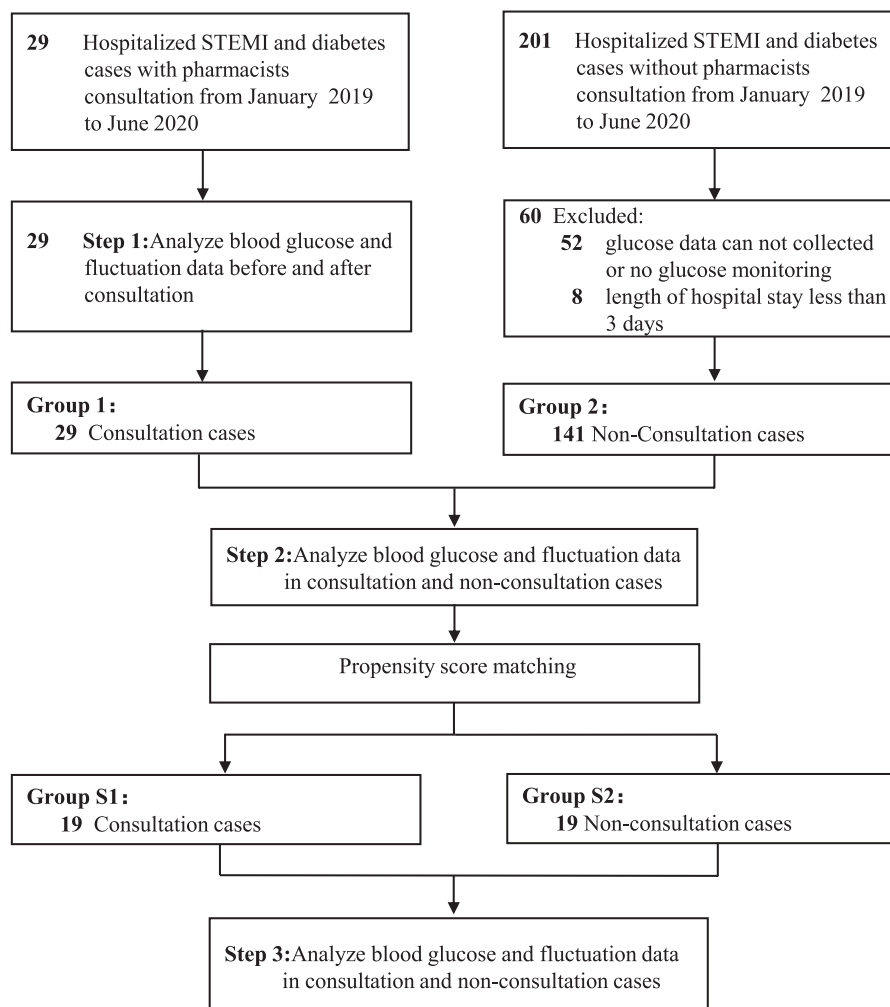 29 Hospitalized STEMI and diabetes
cases with pharmacists
consultation from January 2019
to June 2020
201 Hospitalized STEMI and diabetes
cases without pharmacists
consultation from January 2019
to June 2020
29 Step 1:Analyze blood glucose and
fluctuation data before and after
consultation
60 Excluded:
52 glucose data can not collected
or no glucose monitoring
8 length of hospital stay less than
3 days
Group 1：
29 Consultation cases
Group 2：
141 Non-Consultation cases
Step 2:Analyze blood glucose and fluctuation data
in consultation and non-consultation cases
Propensity score matching
Group S1：
19 Consultation cases
Group S2：
19 Non-consultation cases
Step 3:Analyze blood glucose and fluctuation data
in consultation and non-consultation cases